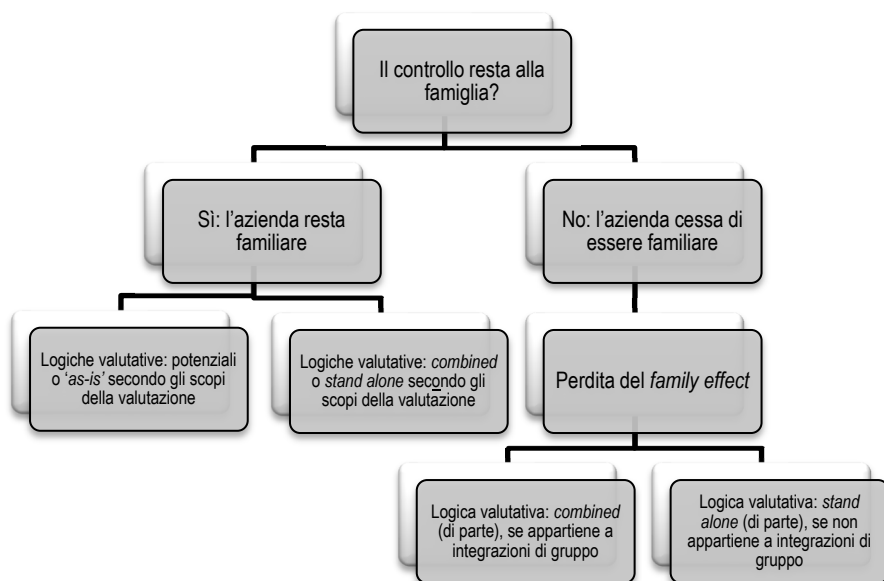 Il controllo resta alla
famiglia?
Sì: l'azienda resta
familiare
No: l'azienda cessa di
essere familiare
Logiche valutative: potenziali
o 'as-is' secondo gli scopi
della valutazione
Logiche valutative: combined
o stand alone secondo gli
scopi della valutazione
Perdita del family effect
Logica valutativa: combined
(di parte), se appartiene a
integrazioni di gruppo
Logica valutativa: stand
alone (di parte), se non
appartiene a integrazioni di
gruppo